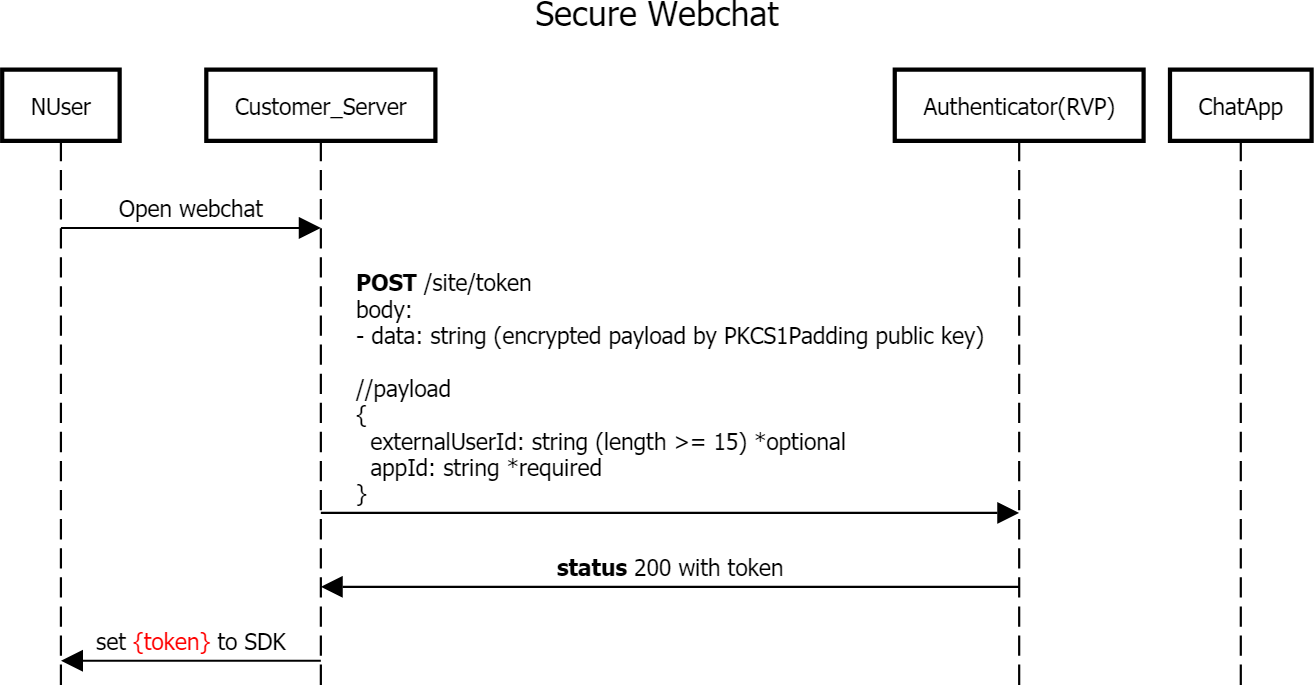 Secure Webchat
NUser
Customer_Server
Authenticator(RVP)
ChatApp
Open webchat
POST /site/token
body:
- data: string (encrypted payload by PKCS1Padding public key)
//payload
{
externalUserId: string (length >= 15) *optional
appId: string *required
}
status 200 with token
set {token} to SDK